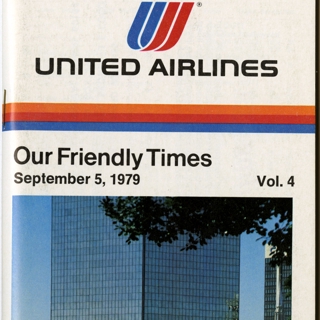 ®
UNITED AIRLINES
Our Friendly Times
September 5, 1979 Vol. 4